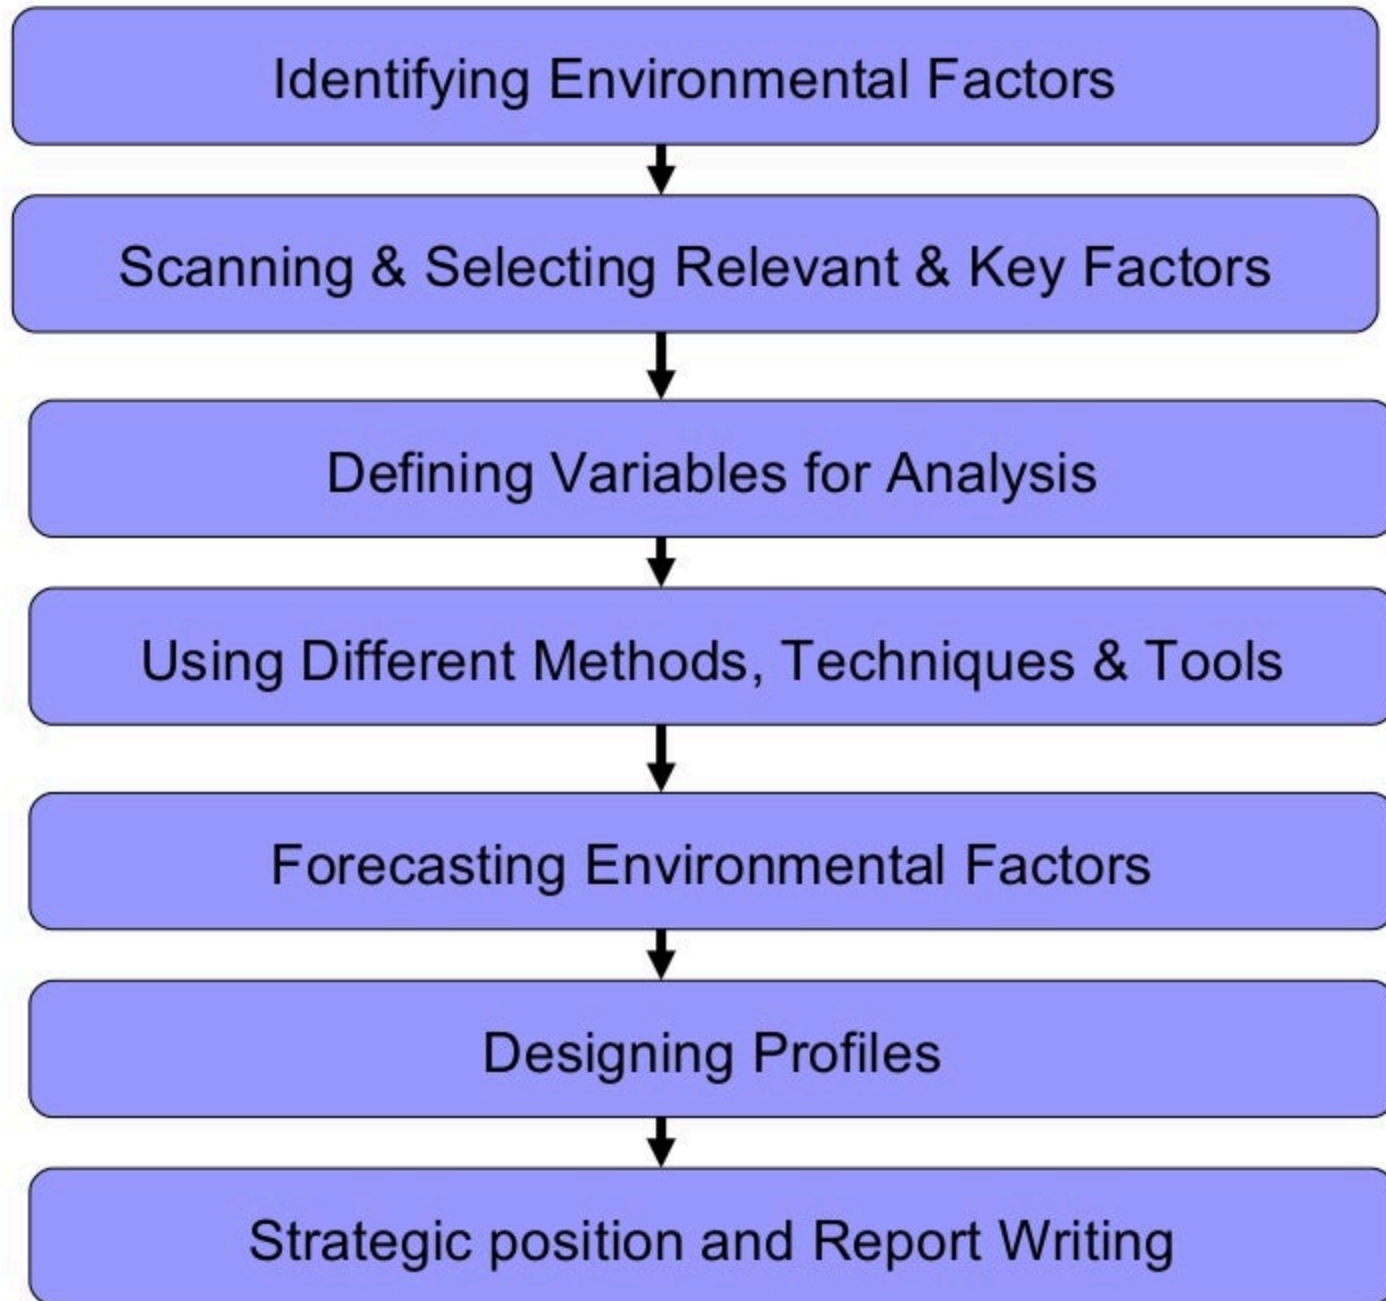 Identifying Environmental Factors
Scanning & Selecting Relevant & Key Factors
Defining Variables for Analysis
Using Different Methods, Techniques & Tools
Forecasting Environmental Factors
Designing Profiles
Strategic position and Report Writing